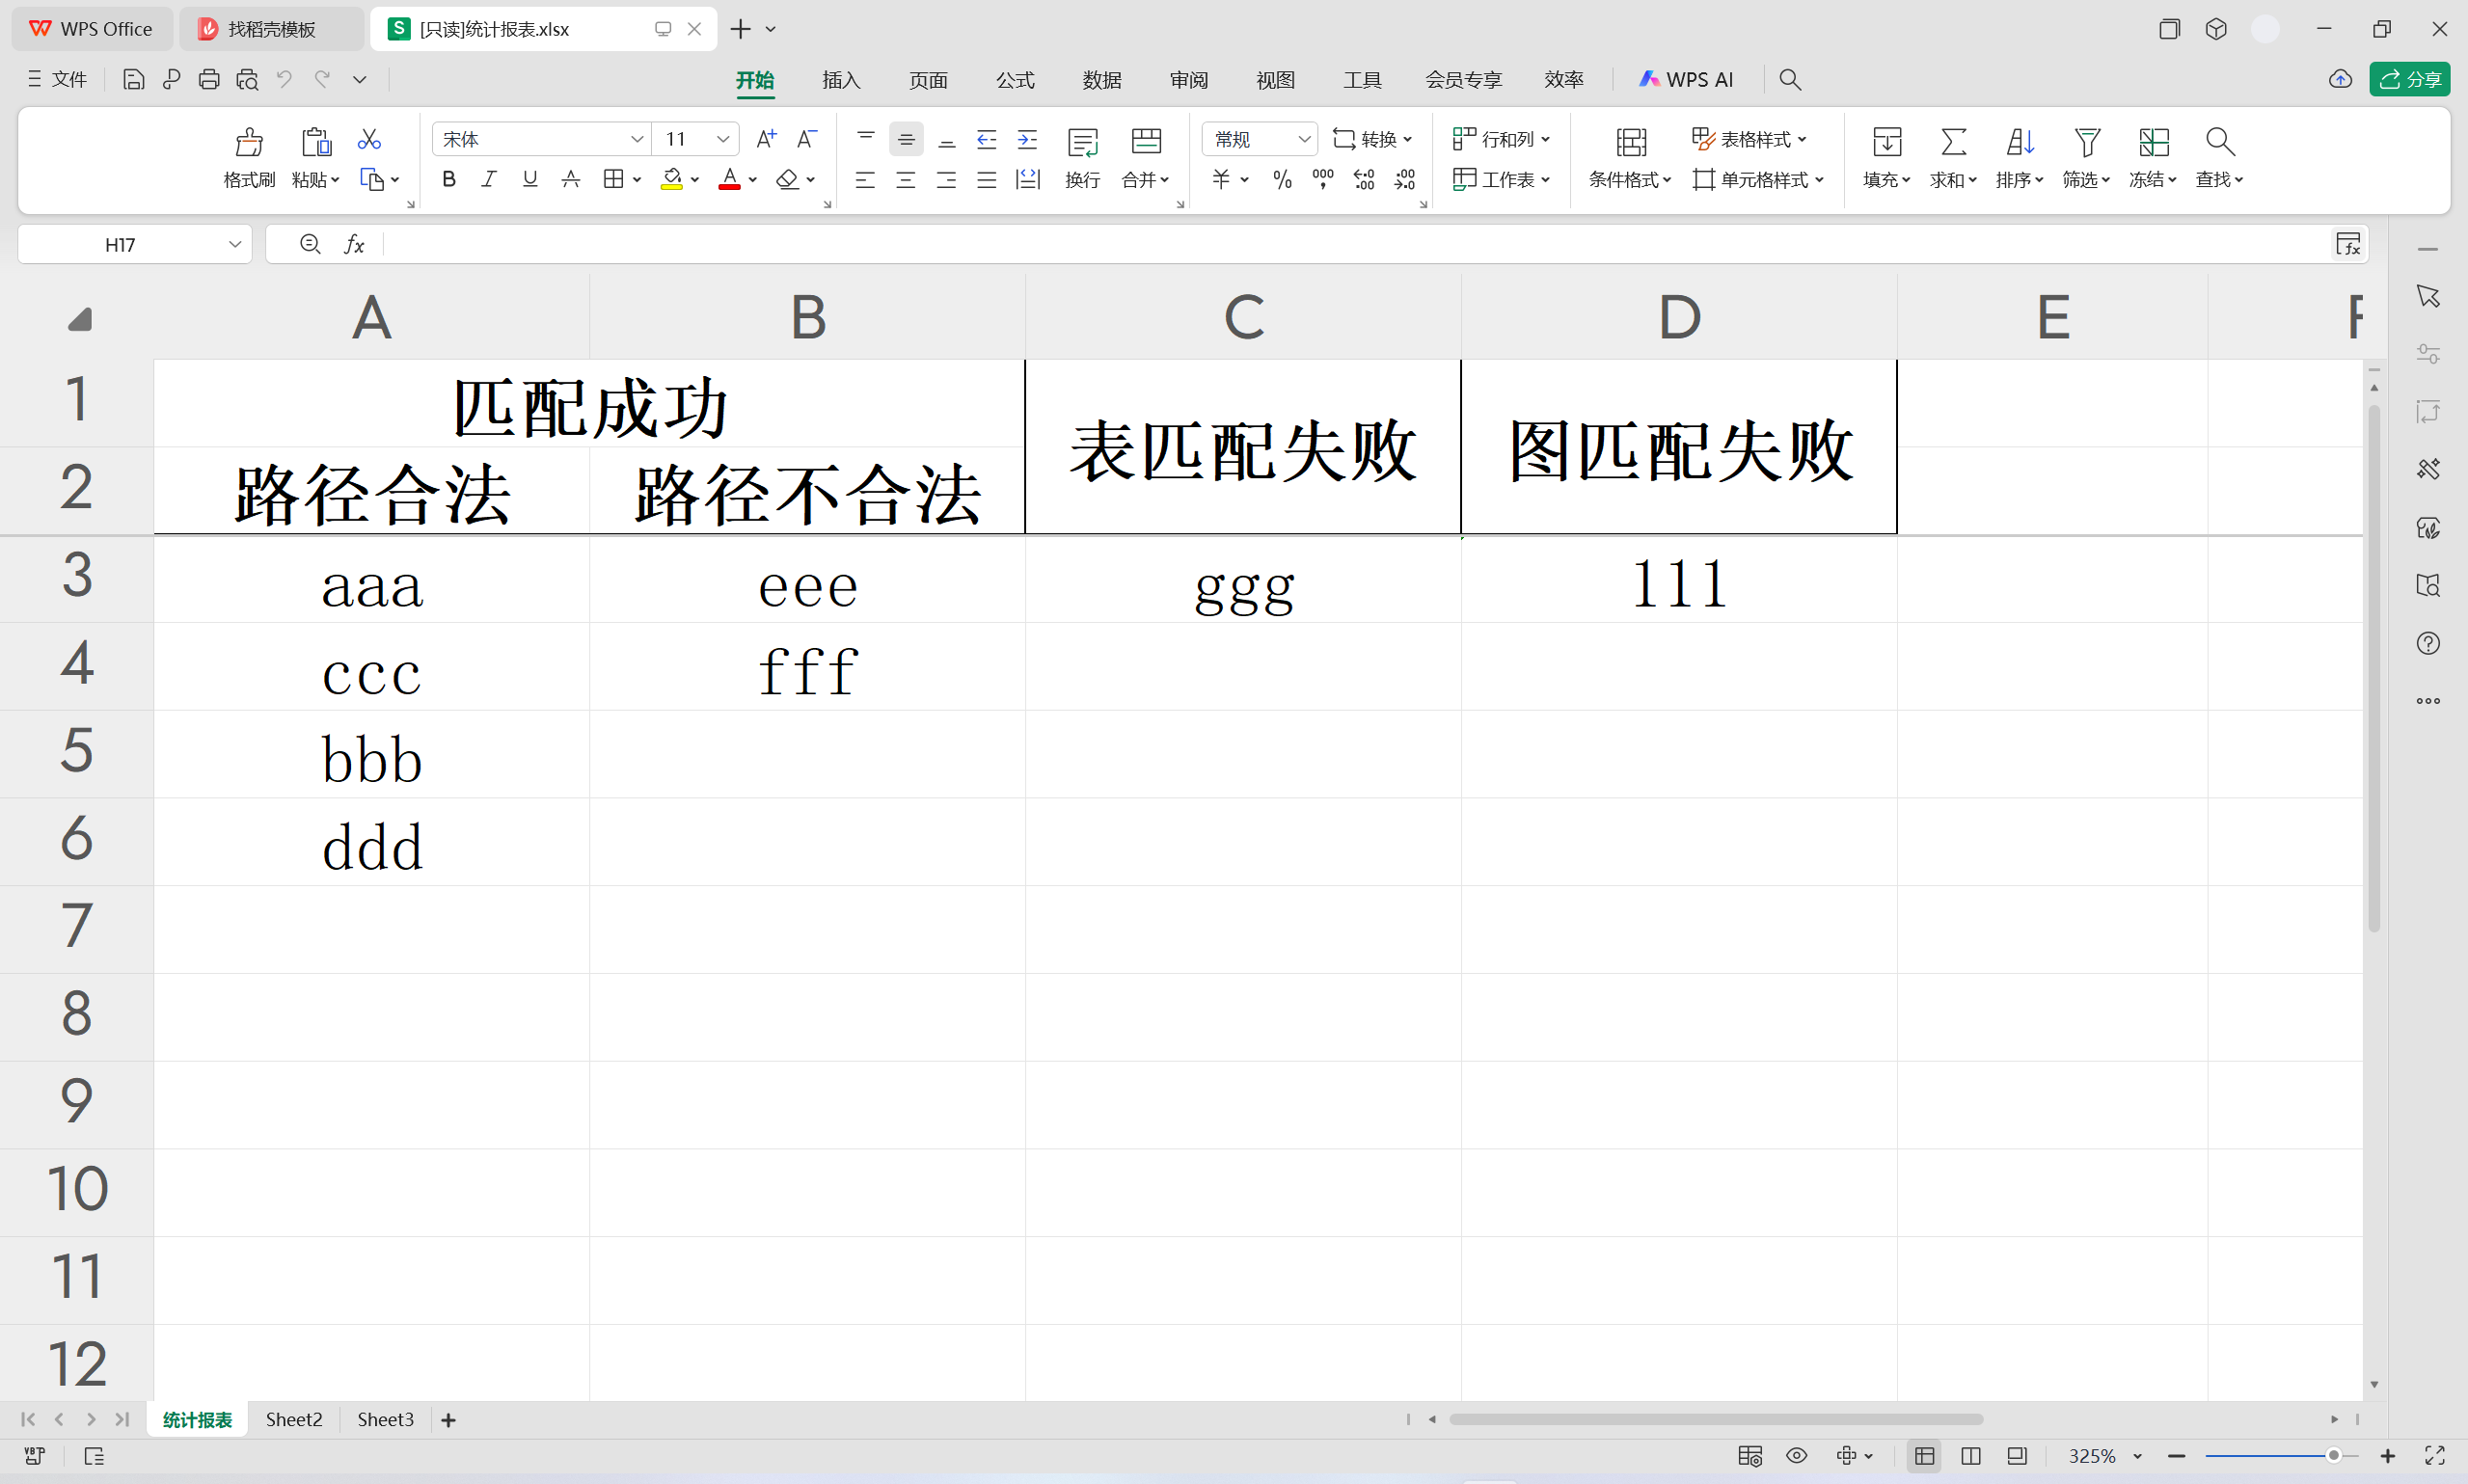 WPS Office 找稻壳模板 [只读]统计报表.xlsx
文件 开始 插入 页面 公式 数据 审阅 视图 工具 会员专享 效率 WPS AI 分享
宋体 11 A+ A- 常规 转换 行和列 表格样式
格式刷 粘贴 B I U A A 换行 合并 % 000 .00 .00 工作表 条件格式 单元格样式 填充 求和 排序 筛选 冻结 查找
H17 fx
A B C D E F
1 匹配成功 表匹配失败 图匹配失败
2 路径合法 路径不合法
3 aaa eee ggg 111
4 ccc fff
5 bbb
6 ddd
7
8
9
10
11
12
统计报表 Sheet2 Sheet3
325%